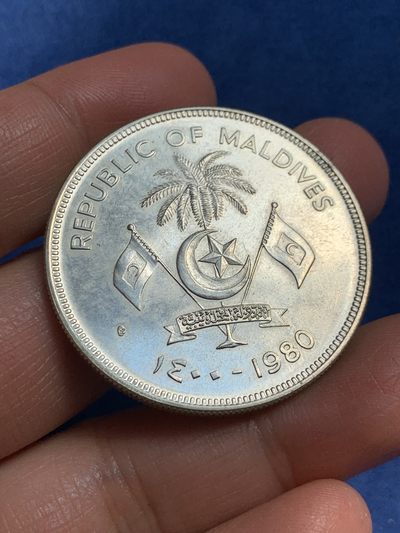 REPUBLIC OF MALDIVES
١٤٠٠-1980